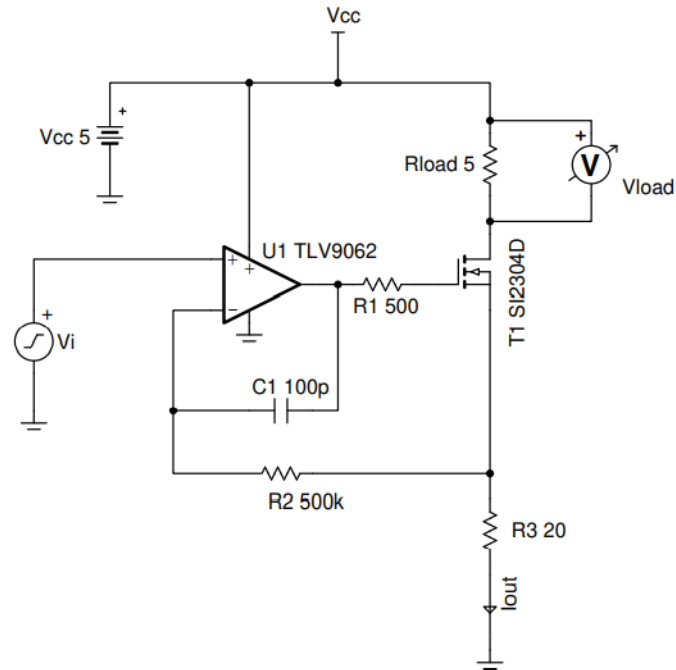 Vcc
Vcc 5
+
Rload 5
+
V
Vload
U1 TLV9062
+
+
−
R1 500
T1 SI2304D
+
Vi
C1 100p
R2 500k
R3 20
Iout